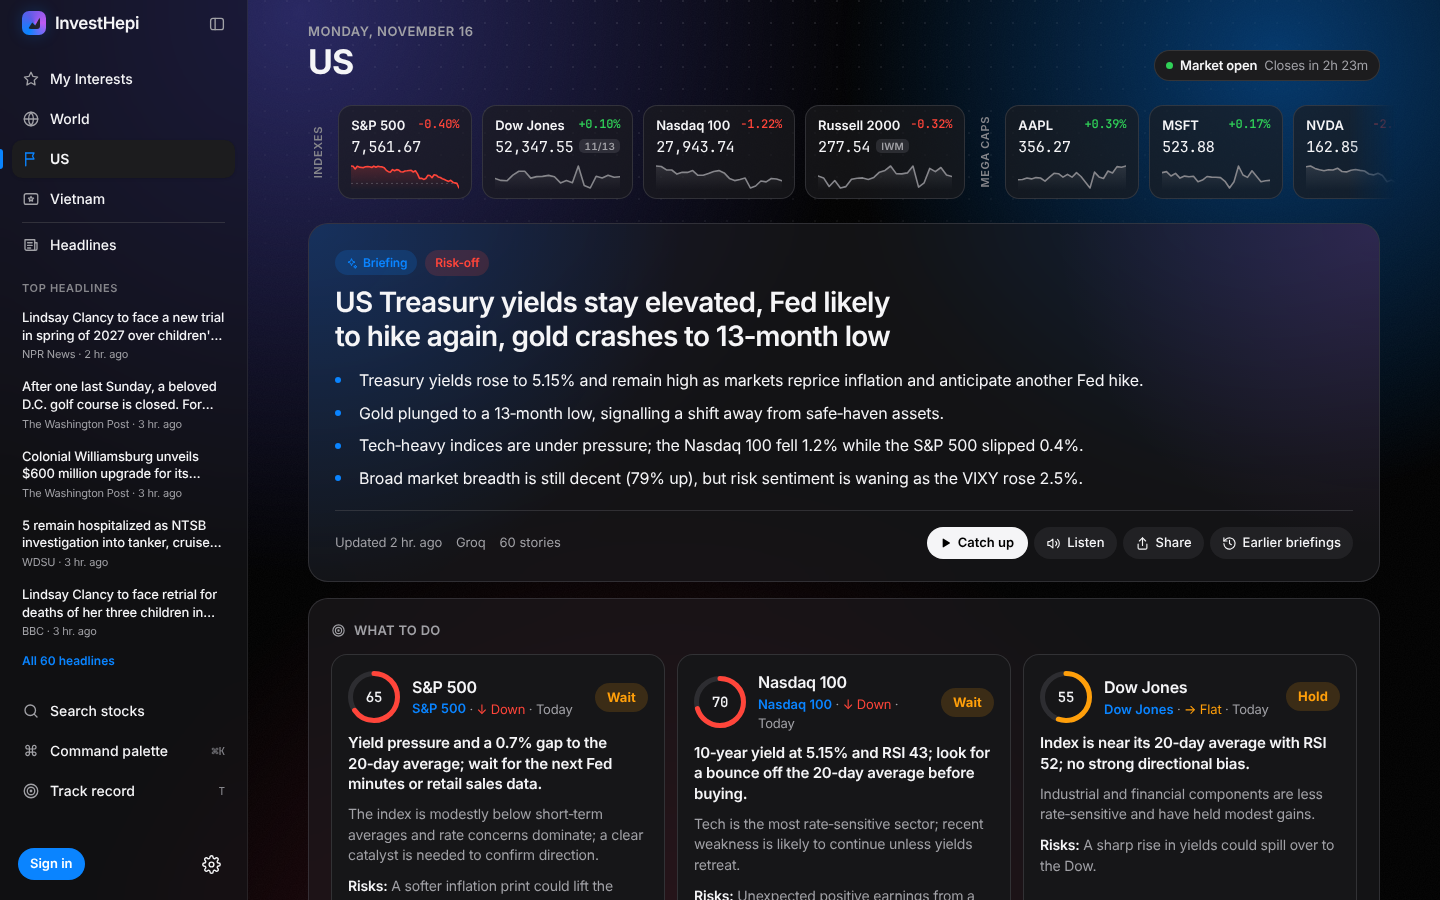 InvestHepi
My Interests
World
US
Vietnam
Headlines
TOP HEADLINES
Lindsay Clancy to face a new trial
in spring of 2027 over children'...
NPR News · 2 hr. ago
After one last Sunday, a beloved
D.C. golf course is closed. For...
The Washington Post · 3 hr. ago
Colonial Williamsburg unveils
$600 million upgrade for its...
The Washington Post · 3 hr. ago
5 remain hospitalized as NTSB
investigation into tanker, cruise...
WDSU · 3 hr. ago
Lindsay Clancy to face retrial for
deaths of her three children in...
BBC · 3 hr. ago
All 60 headlines
Search stocks
Command palette ⌘K
Track record T
Sign in
MONDAY, NOVEMBER 16
US
Market open Closes in 2h 23m
INDEXES
S&P 500 -0.40%
7,561.67
Dow Jones +0.10%
52,347.55 11/13
Nasdaq 100 -1.22%
27,943.74
Russell 2000 -0.32%
277.54 IWM
MEGA CAPS
AAPL +0.39%
356.27
MSFT +0.17%
523.88
NVDA -2.
162.85
Briefing Risk-off
US Treasury yields stay elevated, Fed likely
to hike again, gold crashes to 13-month low
• Treasury yields rose to 5.15% and remain high as markets reprice inflation and anticipate another Fed hike.
• Gold plunged to a 13-month low, signalling a shift away from safe-haven assets.
• Tech-heavy indices are under pressure; the Nasdaq 100 fell 1.2% while the S&P 500 slipped 0.4%.
• Broad market breadth is still decent (79% up), but risk sentiment is waning as the VIXY rose 2.5%.
Updated 2 hr. ago Groq 60 stories
Catch up Listen Share Earlier briefings
WHAT TO DO
65
S&P 500
S&P 500 · ↓ Down · Today
Wait
Yield pressure and a 0.7% gap to the
20-day average; wait for the next Fed
minutes or retail sales data.
The index is modestly below short-term
averages and rate concerns dominate; a clear
catalyst is needed to confirm direction.
Risks: A softer inflation print could lift the
70
Nasdaq 100
Nasdaq 100 · ↓ Down ·
Today
Wait
10-year yield at 5.15% and RSI 43; look for
a bounce off the 20-day average before
buying.
Tech is the most rate-sensitive sector; recent
weakness is likely to continue unless yields
retreat.
Risks: Unexpected positive earnings from a
55
Dow Jones
Dow Jones · → Flat · Today
Hold
Index is near its 20-day average with RSI
52; no strong directional bias.
Industrial and financial components are less
rate-sensitive and have held modest gains.
Risks: A sharp rise in yields could spill over to
the Dow.